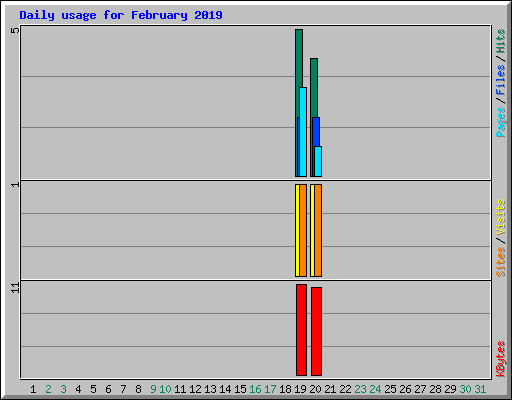 Daily usage for February 2019
5
Pages / Files / Hits
1
Sites / Visits
11
KBytes
1 2 3 4 5 6 7 8 9 10 11 12 13 14 15 16 17 18 19 20 21 22 23 24 25 26 27 28 29 30 31